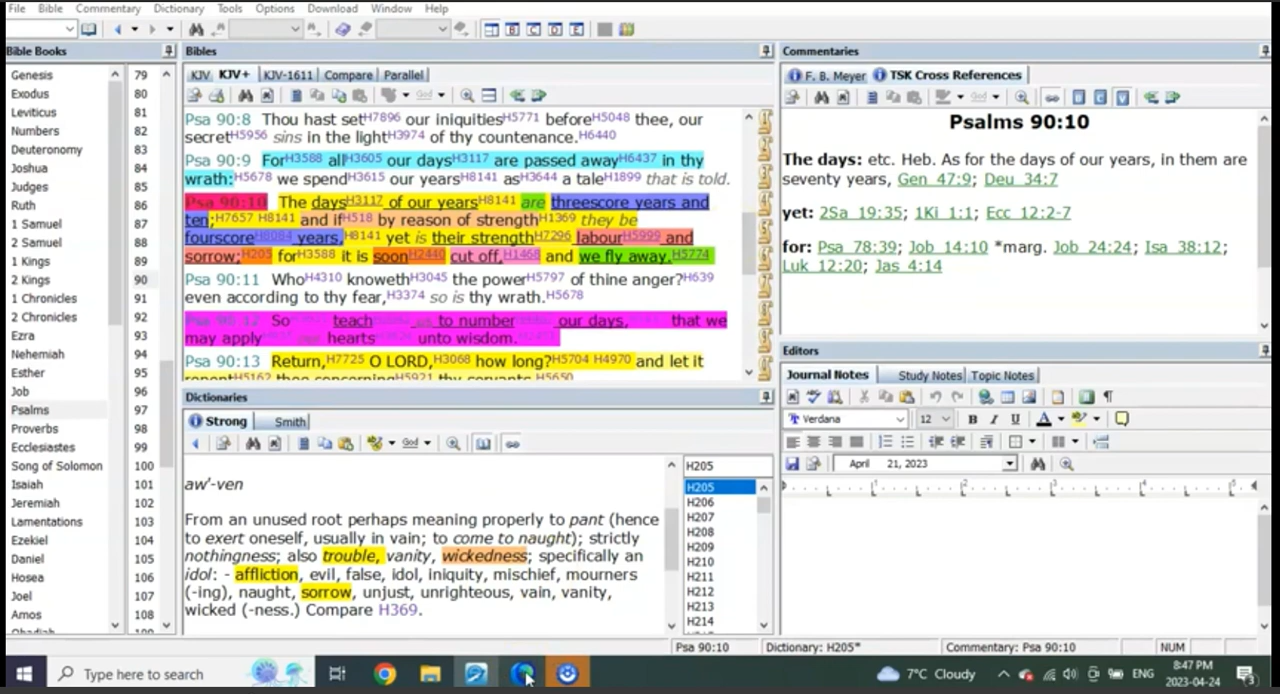 File Bible Commentary Dictionary Tools Options Download Window Help
Bible Books
Genesis
Exodus
Leviticus
Numbers
Deuteronomy
Joshua
Judges
Ruth
1 Samuel
2 Samuel
1 Kings
2 Kings
1 Chronicles
2 Chronicles
Ezra
Nehemiah
Esther
Job
Psalms
Proverbs
Ecclesiastes
Song of Solomon
Isaiah
Jeremiah
Lamentations
Ezekiel
Daniel
Hosea
Joel
Amos
Obadiah
79
80
81
82
83
84
85
86
87
88
89
90
91
92
93
94
95
96
97
98
99
100
101
102
103
104
105
106
107
108
109
Bibles
KJV KJV+ KJV-1611 Compare Parallel
Psa 90:8 Thou hast setH7896 our iniquitiesH5771 beforeH5048 thee, our
secretH5956 sins in the lightH3974 of thy countenance.H6440
Psa 90:9 ForH3588 allH3605 our daysH3117 are passed awayH6437 in thy
wrath:H5678 we spendH3615 our yearsH8141 asH3644 a taleH1899 that is told.
Psa 90:10 The daysH3117 of our yearsH8141 are threescore years and
ten;H7657 H8141 and ifH518 by reason of strengthH1369 they be
fourscoreH8084 years,H8141 yet is their strengthH7296 labourH5999 and
sorrow;H205 forH3588 it is soonH2440 cut off,H1468 and we fly away.H5774
Psa 90:11 WhoH4310 knowethH3045 the powerH5797 of thine anger?H639
even according to thy fear,H3374 so is thy wrath.H5678
Psa 90:12 So teach us to number our days, that we
may apply our hearts unto wisdom.
Psa 90:13 Return,H7725 O LORD,H3068 how long?H5704 H4970 and let it
repentH5162 thee concerningH5921 thy servants.H5650
Dictionaries
Strong Smith
H205
aw'-ven
From an unused root perhaps meaning properly to pant (hence
to exert oneself, usually in vain; to come to naught); strictly
nothingness; also trouble, vanity, wickedness; specifically an
idol: - affliction, evil, false, idol, iniquity, mischief, mourners
(-ing), naught, sorrow, unjust, unrighteous, vain, vanity,
wicked (-ness.) Compare H369.
H205
H206
H207
H208
H209
H210
H211
H212
H213
H214
Commentaries
F. B. Meyer TSK Cross References
Psalms 90:10
The days: etc. Heb. As for the days of our years, in them are
seventy years, Gen 47:9; Deu 34:7
yet: 2Sa 19:35; 1Ki 1:1; Ecc 12:2-7
for: Psa 78:39; Job 14:10 *marg. Job 24:24; Isa 38:12;
Luk 12:20; Jas 4:14
Editors
Journal Notes Study Notes Topic Notes
Verdana 12 B I U A
April 21, 2023
1 2 3 4 5
Psa 90:10 Dictionary: H205* Commentary: Psa 90:10 NUM
Type here to search
7°C Cloudy
ENG
8:47 PM
2023-04-24
3